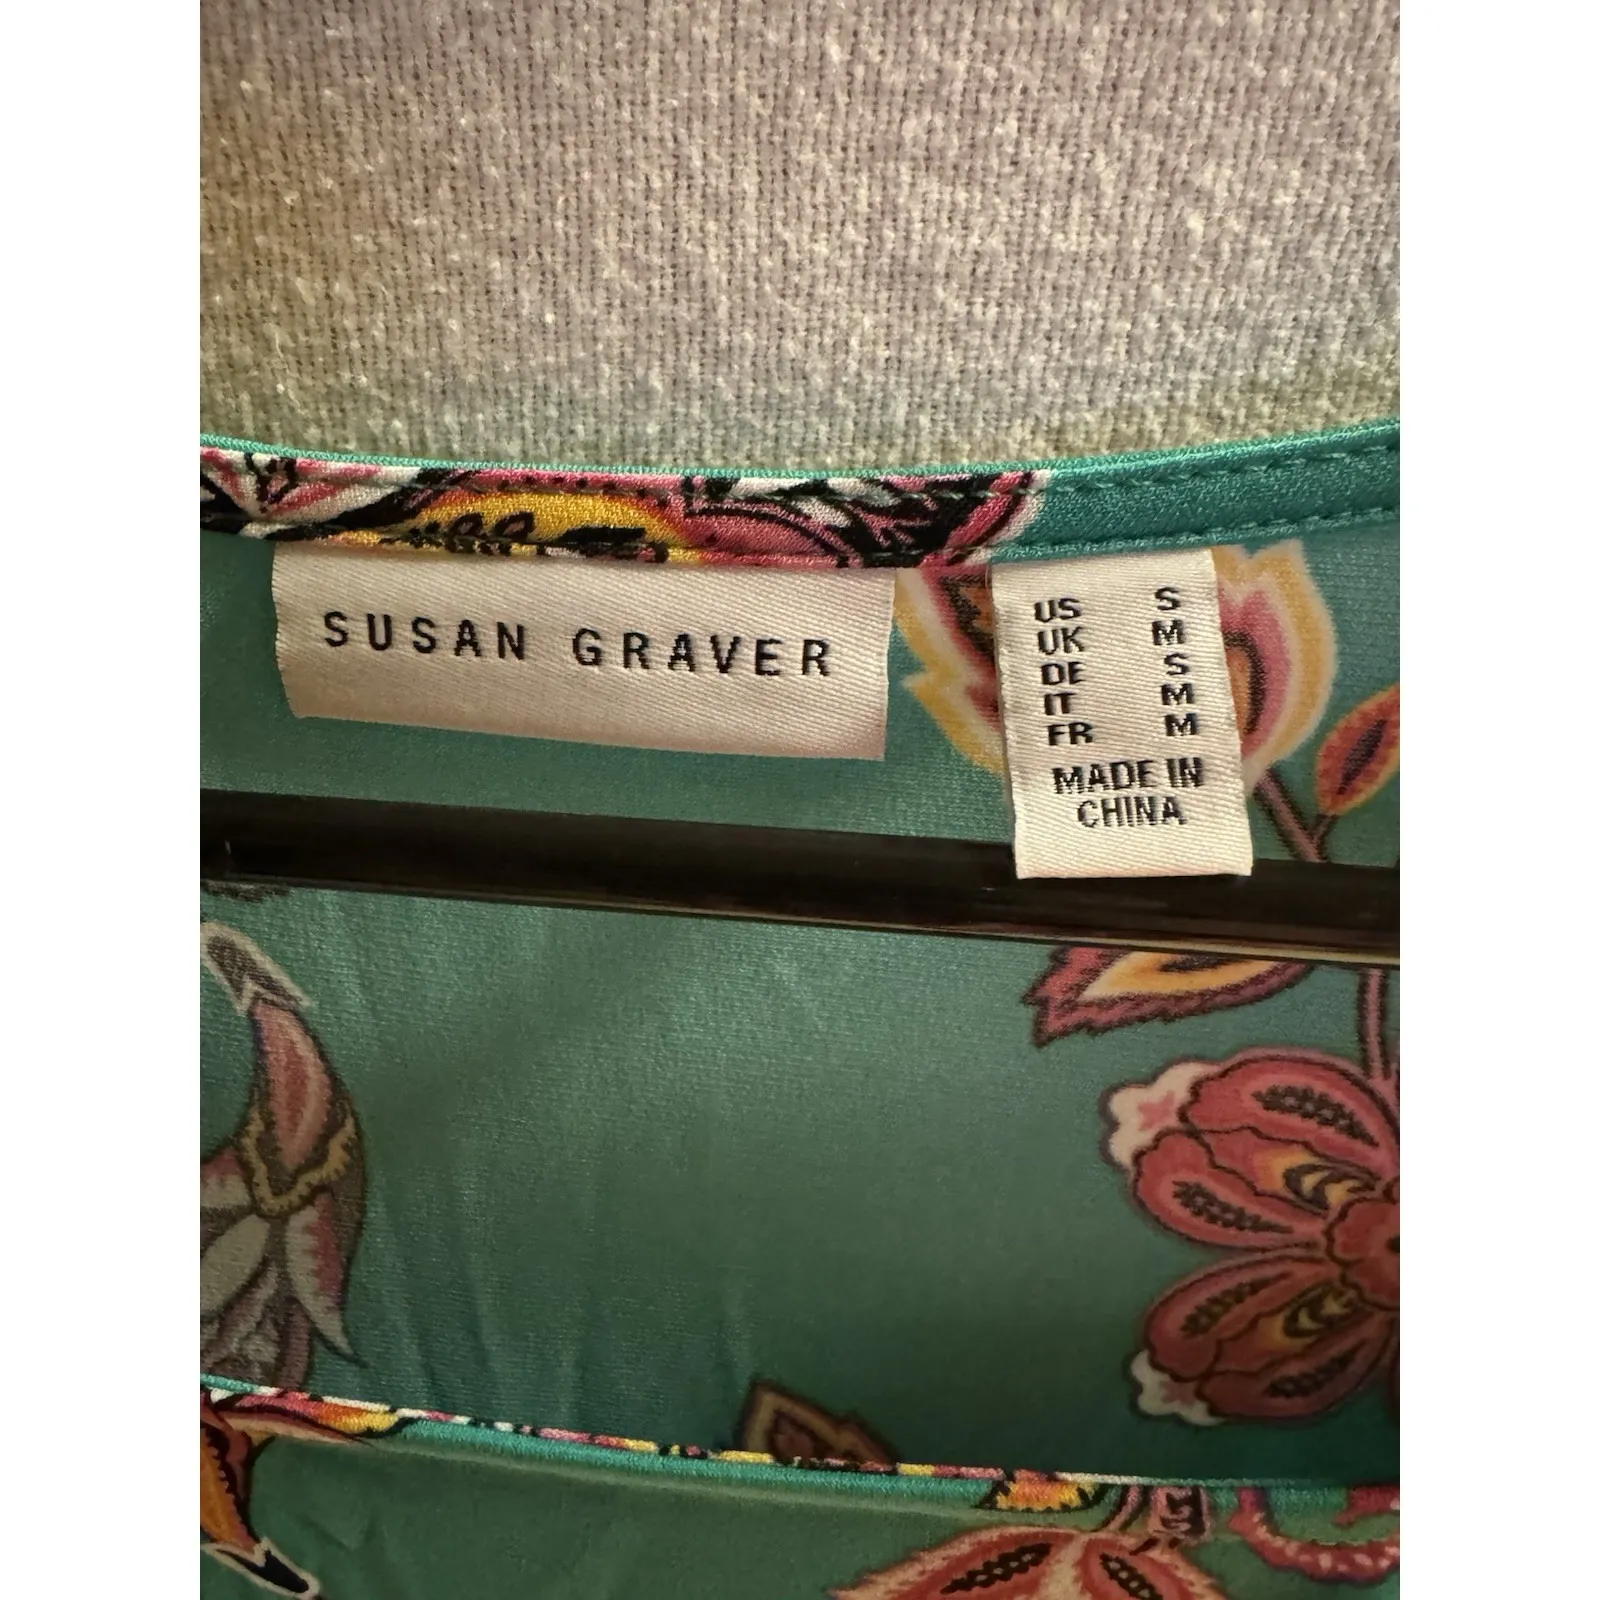 SUSAN GRAVER
US S
UK M
DE S
IT M
FR M
MADE IN
CHINA